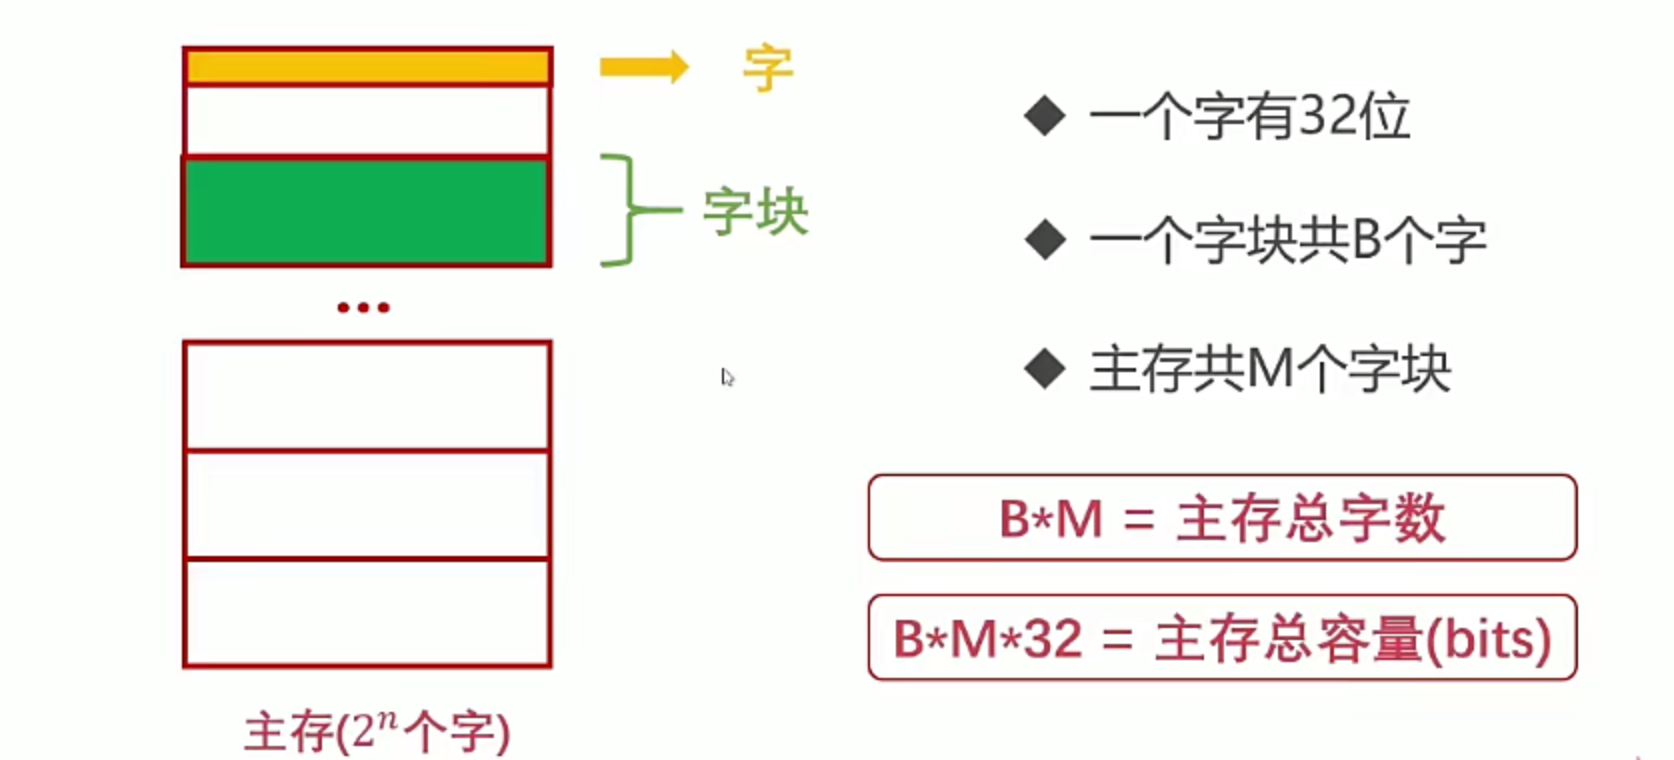 字
字块
...
主存(2ⁿ个字)
◆ 一个字有32位
◆ 一个字块共B个字
◆ 主存共M个字块
B*M = 主存总字数
B*M*32 = 主存总容量(bits)